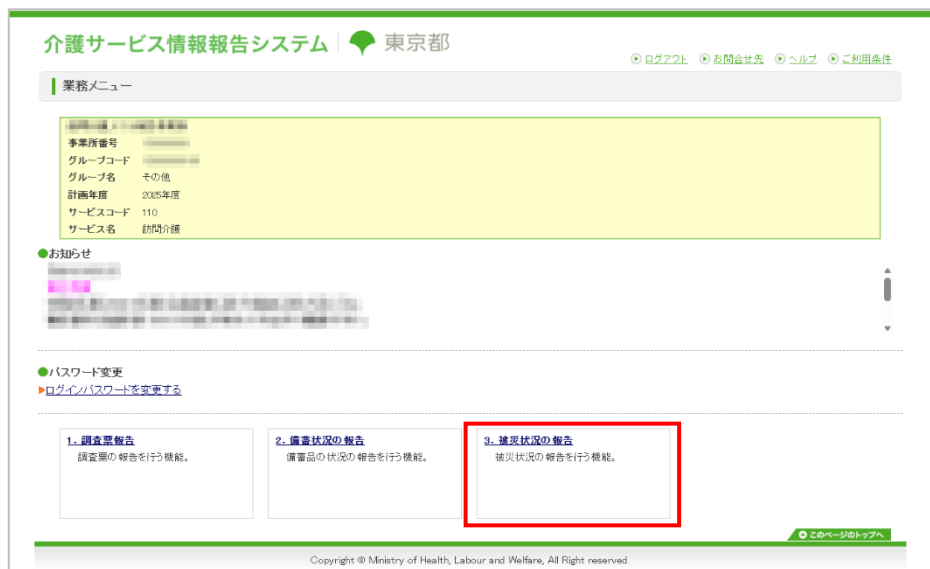 介護サービス情報報告システム 東京都
ログアウト お問合せ先 ヘルプ ご利用条件
業務メニュー
事業所番号
グループコード
グループ名 その他
計画年度 2025年度
サービスコード 110
サービス名 訪問介護
●お知らせ
●パスワード変更
▶ログインパスワードを変更する
1. 調査票報告
調査票の報告を行う機能。
2. 備蓄状況の報告
備蓄品の状況の報告を行う機能。
3. 被災状況の報告
被災状況の報告を行う機能。
このページのトップへ
Copyright © Ministry of Health, Labour and Welfare, All Right reserved.